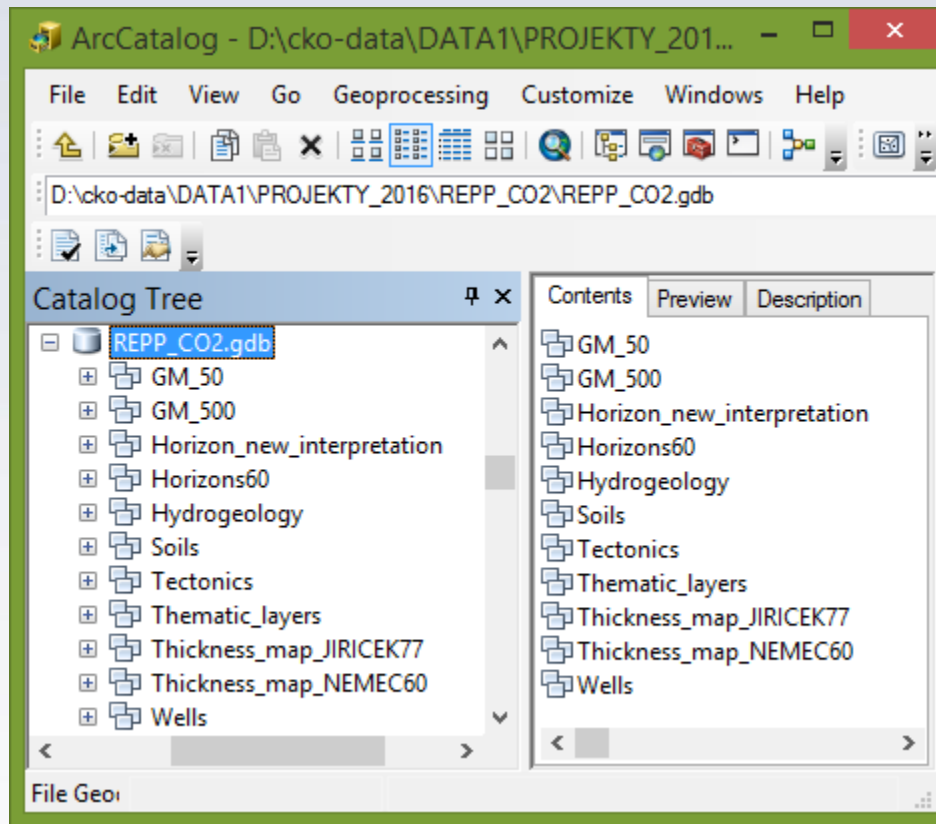 ArcCatalog - D:\cko-data\DATA1\PROJEKTY_201...
File Edit View Go Geoprocessing Customize Windows Help
D:\cko-data\DATA1\PROJEKTY_2016\REPP_CO2\REPP_CO2.gdb
Catalog Tree
REPP_CO2.gdb
GM_50
GM_500
Horizon_new_interpretation
Horizons60
Hydrogeology
Soils
Tectonics
Thematic_layers
Thickness_map_JIRICEK77
Thickness_map_NEMEC60
Wells
Contents Preview Description
GM_50
GM_500
Horizon_new_interpretation
Horizons60
Hydrogeology
Soils
Tectonics
Thematic_layers
Thickness_map_JIRICEK77
Thickness_map_NEMEC60
Wells
File Geo